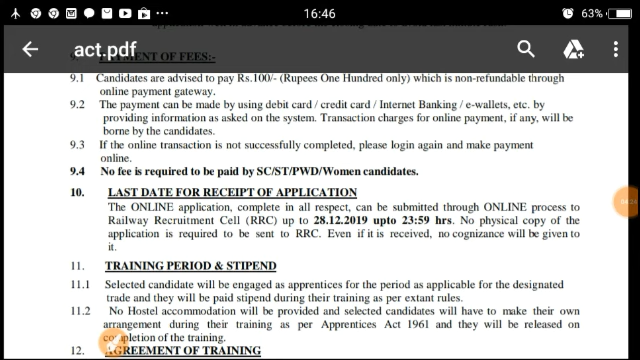 16:46
63%
act.pdf
PAYMENT OF FEES:-
9.1 Candidates are advised to pay Rs.100/- (Rupees One Hundred only) which is non-refundable through
online payment gateway.
9.2 The payment can be made by using debit card / credit card / Internet Banking / e-wallets, etc. by
providing information as asked on the system. Transaction charges for online payment, if any, will be
borne by the candidates.
9.3 If the online transaction is not successfully completed, please login again and make payment
online.
9.4 No fee is required to be paid by SC/ST/PWD/Women candidates.
10. LAST DATE FOR RECEIPT OF APPLICATION
The ONLINE application, complete in all respect, can be submitted through ONLINE process to
Railway Recruitment Cell (RRC) up to 28.12.2019 upto 23:59 hrs. No physical copy of the
application is required to be sent to RRC. Even if it is received, no cognizance will be given to
it.
11. TRAINING PERIOD & STIPEND
11.1 Selected candidate will be engaged as apprentices for the period as applicable for the designated
trade and they will be paid stipend during their training as per extant rules.
11.2 No Hostel accommodation will be provided and selected candidates will have to make their own
arrangement during their training as per Apprentices Act 1961 and they will be released on
completion of the training.
12. AGREEMENT OF TRAINING